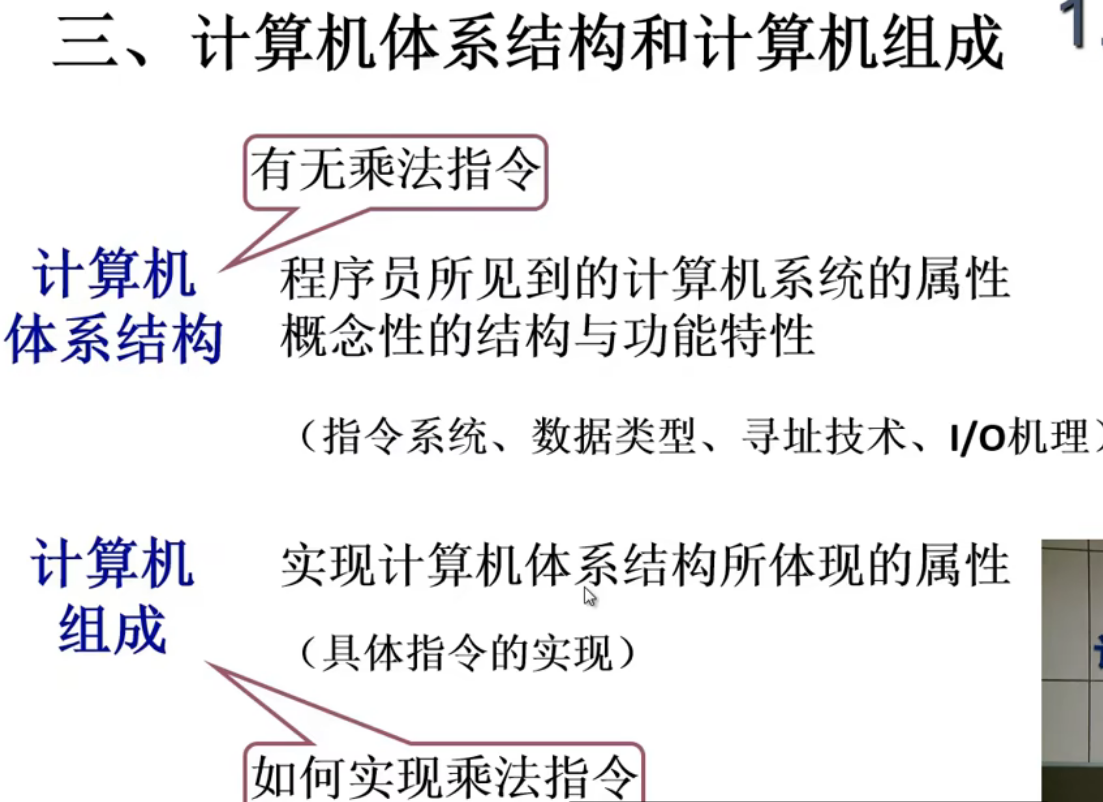 三、计算机体系结构和计算机组成
有无乘法指令
计算机
体系结构
程序员所见到的计算机系统的属性
概念性的结构与功能特性
（指令系统、数据类型、寻址技术、I/O机理）
计算机
组成
实现计算机体系结构所体现的属性
（具体指令的实现）
如何实现乘法指令